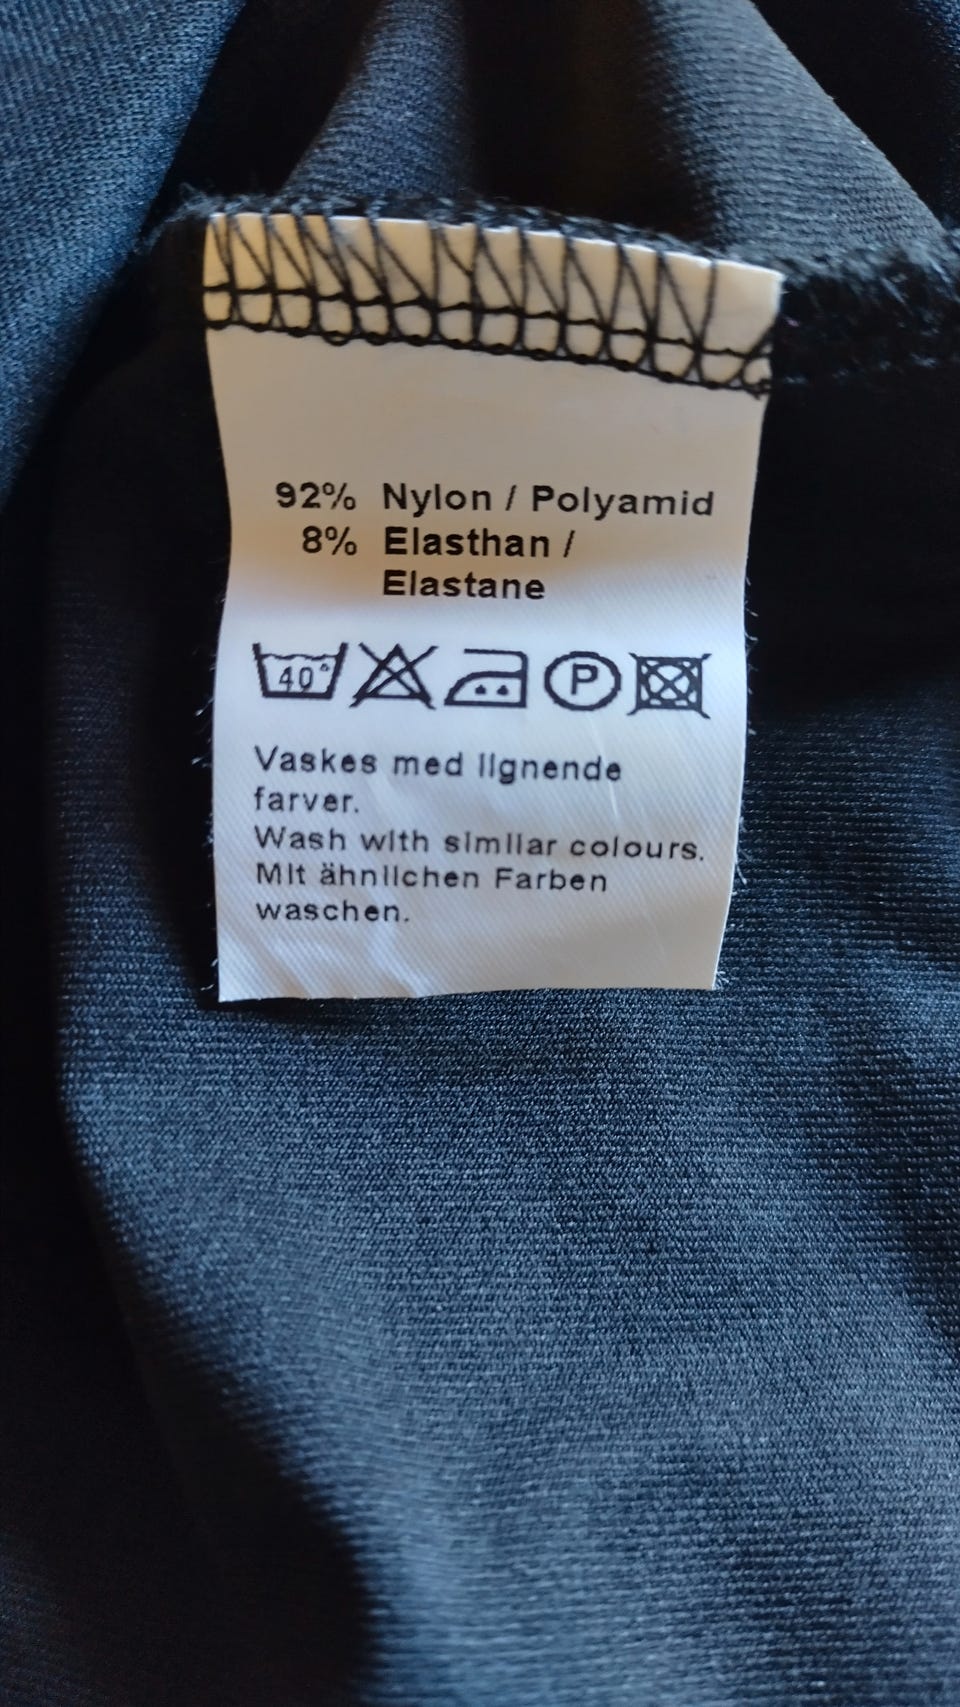 92% Nylon / Polyamid
8% Elasthan /
Elastane
40° P
Vaskes med lignende
farver.
Wash with similar colours.
Mit ähnlichen Farben
waschen.